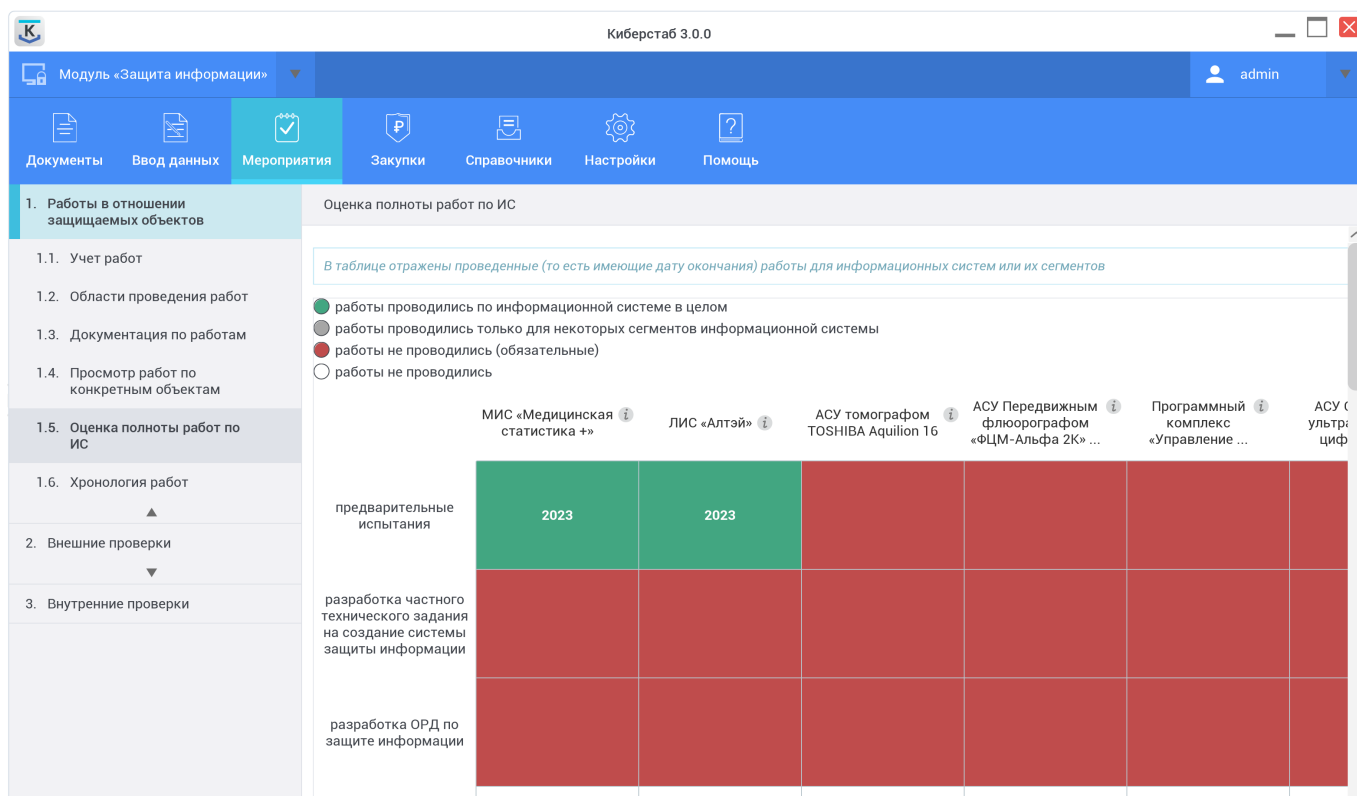 Киберстаб 3.0.0
Модуль «Защита информации»
admin
Документы
Ввод данных
Мероприятия
Закупки
Справочники
Настройки
Помощь
1. Работы в отношении
защищаемых объектов
1.1. Учет работ
1.2. Области проведения работ
1.3. Документация по работам
1.4. Просмотр работ по
конкретным объектам
1.5. Оценка полноты работ по
ИС
1.6. Хронология работ
2. Внешние проверки
3. Внутренние проверки
Оценка полноты работ по ИС
В таблице отражены проведенные (то есть имеющие дату окончания) работы для информационных систем или их сегментов
работы проводились по информационной системе в целом
работы проводились только для некоторых сегментов информационной системы
работы не проводились (обязательные)
работы не проводились
МИС «Медицинская
статистика +»
ЛИС «Алтэй»
АСУ томографом
TOSHIBA Aquilion 16
АСУ Передвижным
флюорографом
«ФЦМ-Альфа 2К» ...
Программный
комплекс
«Управление ...
АСУ
ультра
циф
предварительные
испытания
2023
2023
разработка частного
технического задания
на создание системы
защиты информации
разработка ОРД по
защите информации